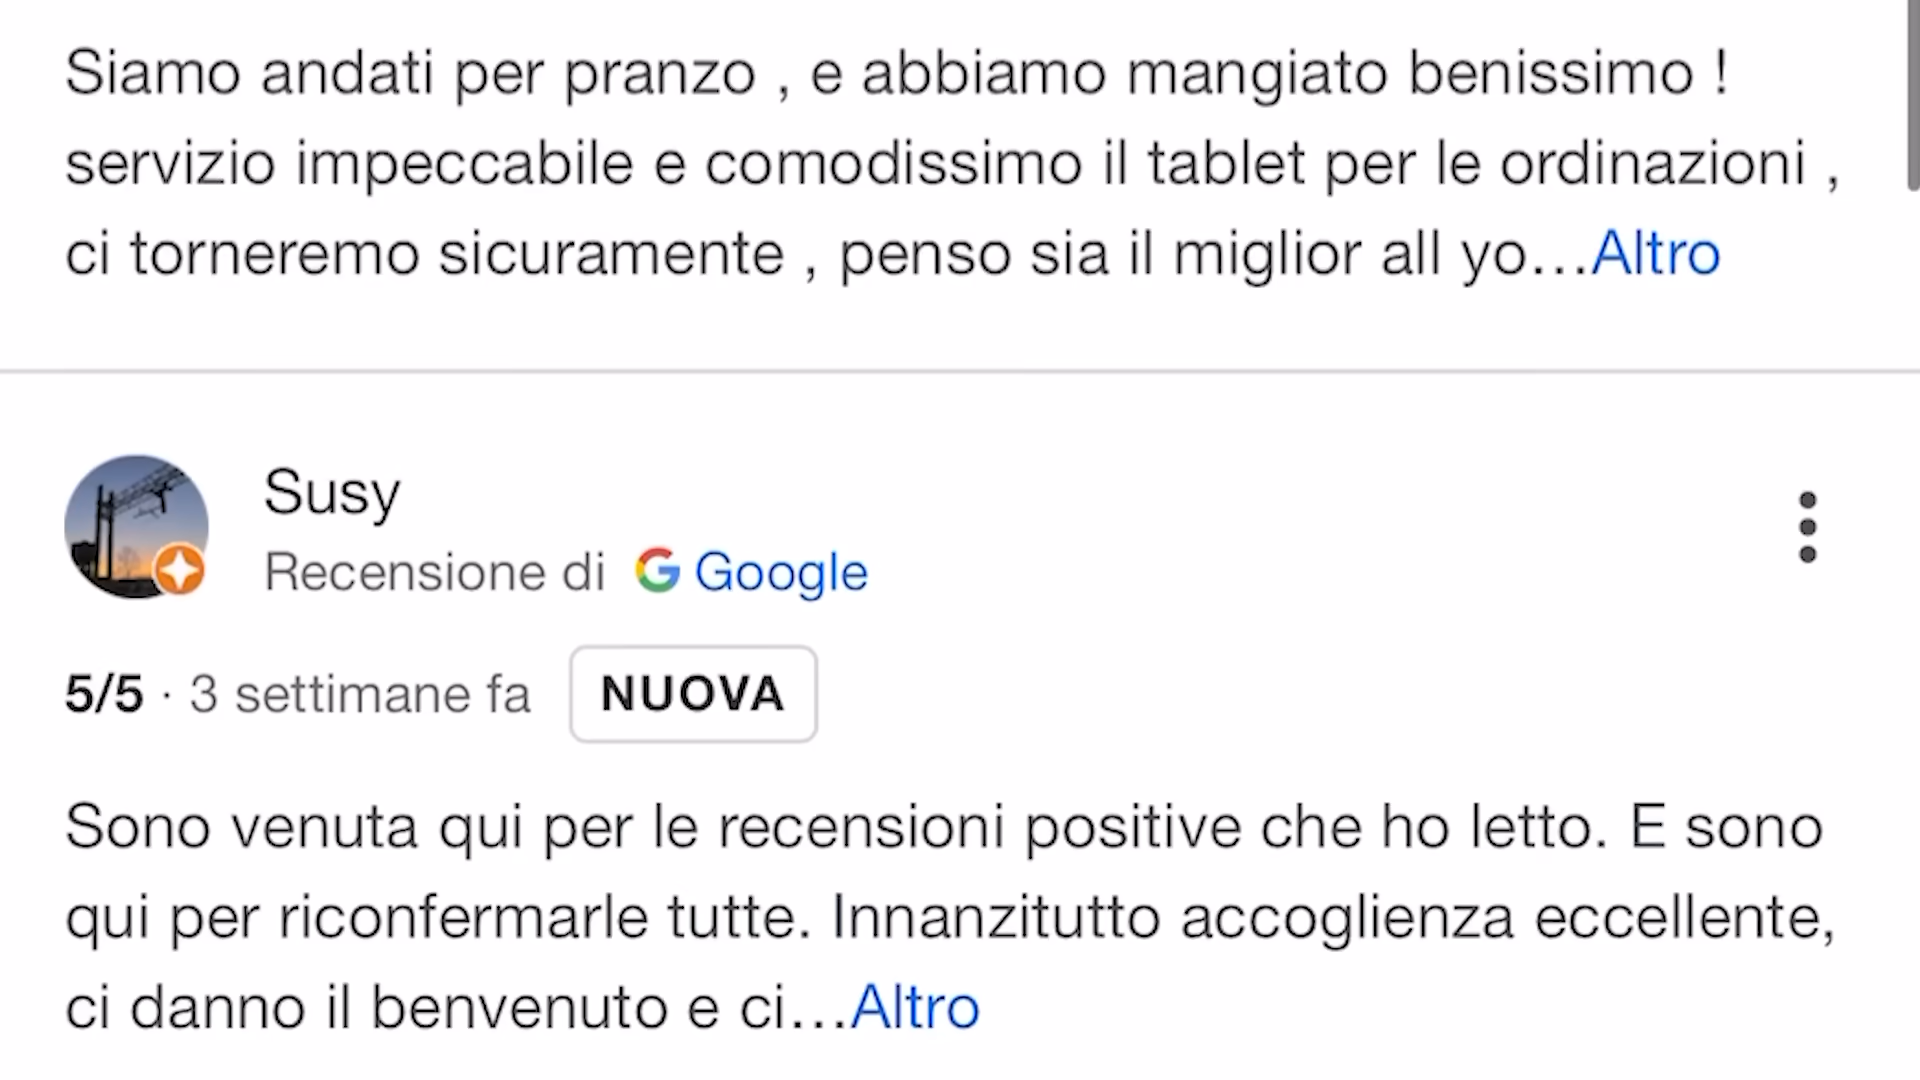 Siamo andati per pranzo , e abbiamo mangiato benissimo !
servizio impeccabile e comodissimo il tablet per le ordinazioni ,
ci torneremo sicuramente , penso sia il miglior all yo...Altro
Susy
Recensione di Google
5/5 · 3 settimane fa NUOVA
Sono venuta qui per le recensioni positive che ho letto. E sono
qui per riconfermarle tutte. Innanzitutto accoglienza eccellente,
ci danno il benvenuto e ci...Altro